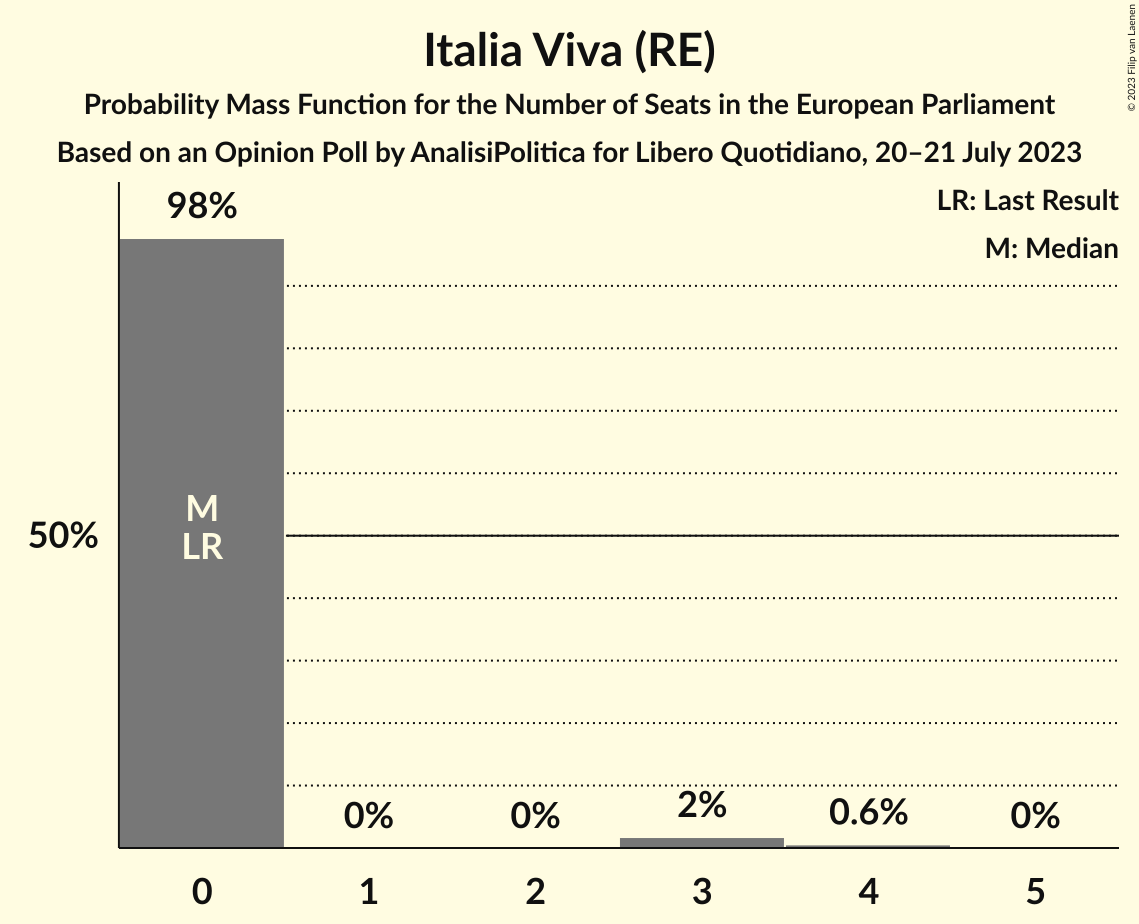 Italia Viva (RE)
Probability Mass Function for the Number of Seats in the European Parliament
Based on an Opinion Poll by AnalisiPolitica for Libero Quotidiano, 20–21 July 2023
© 2023 Filip van Laenen
LR: Last Result
M: Median
98%
M
LR
50%
0%
0%
2%
0.6%
0%
0
1
2
3
4
5